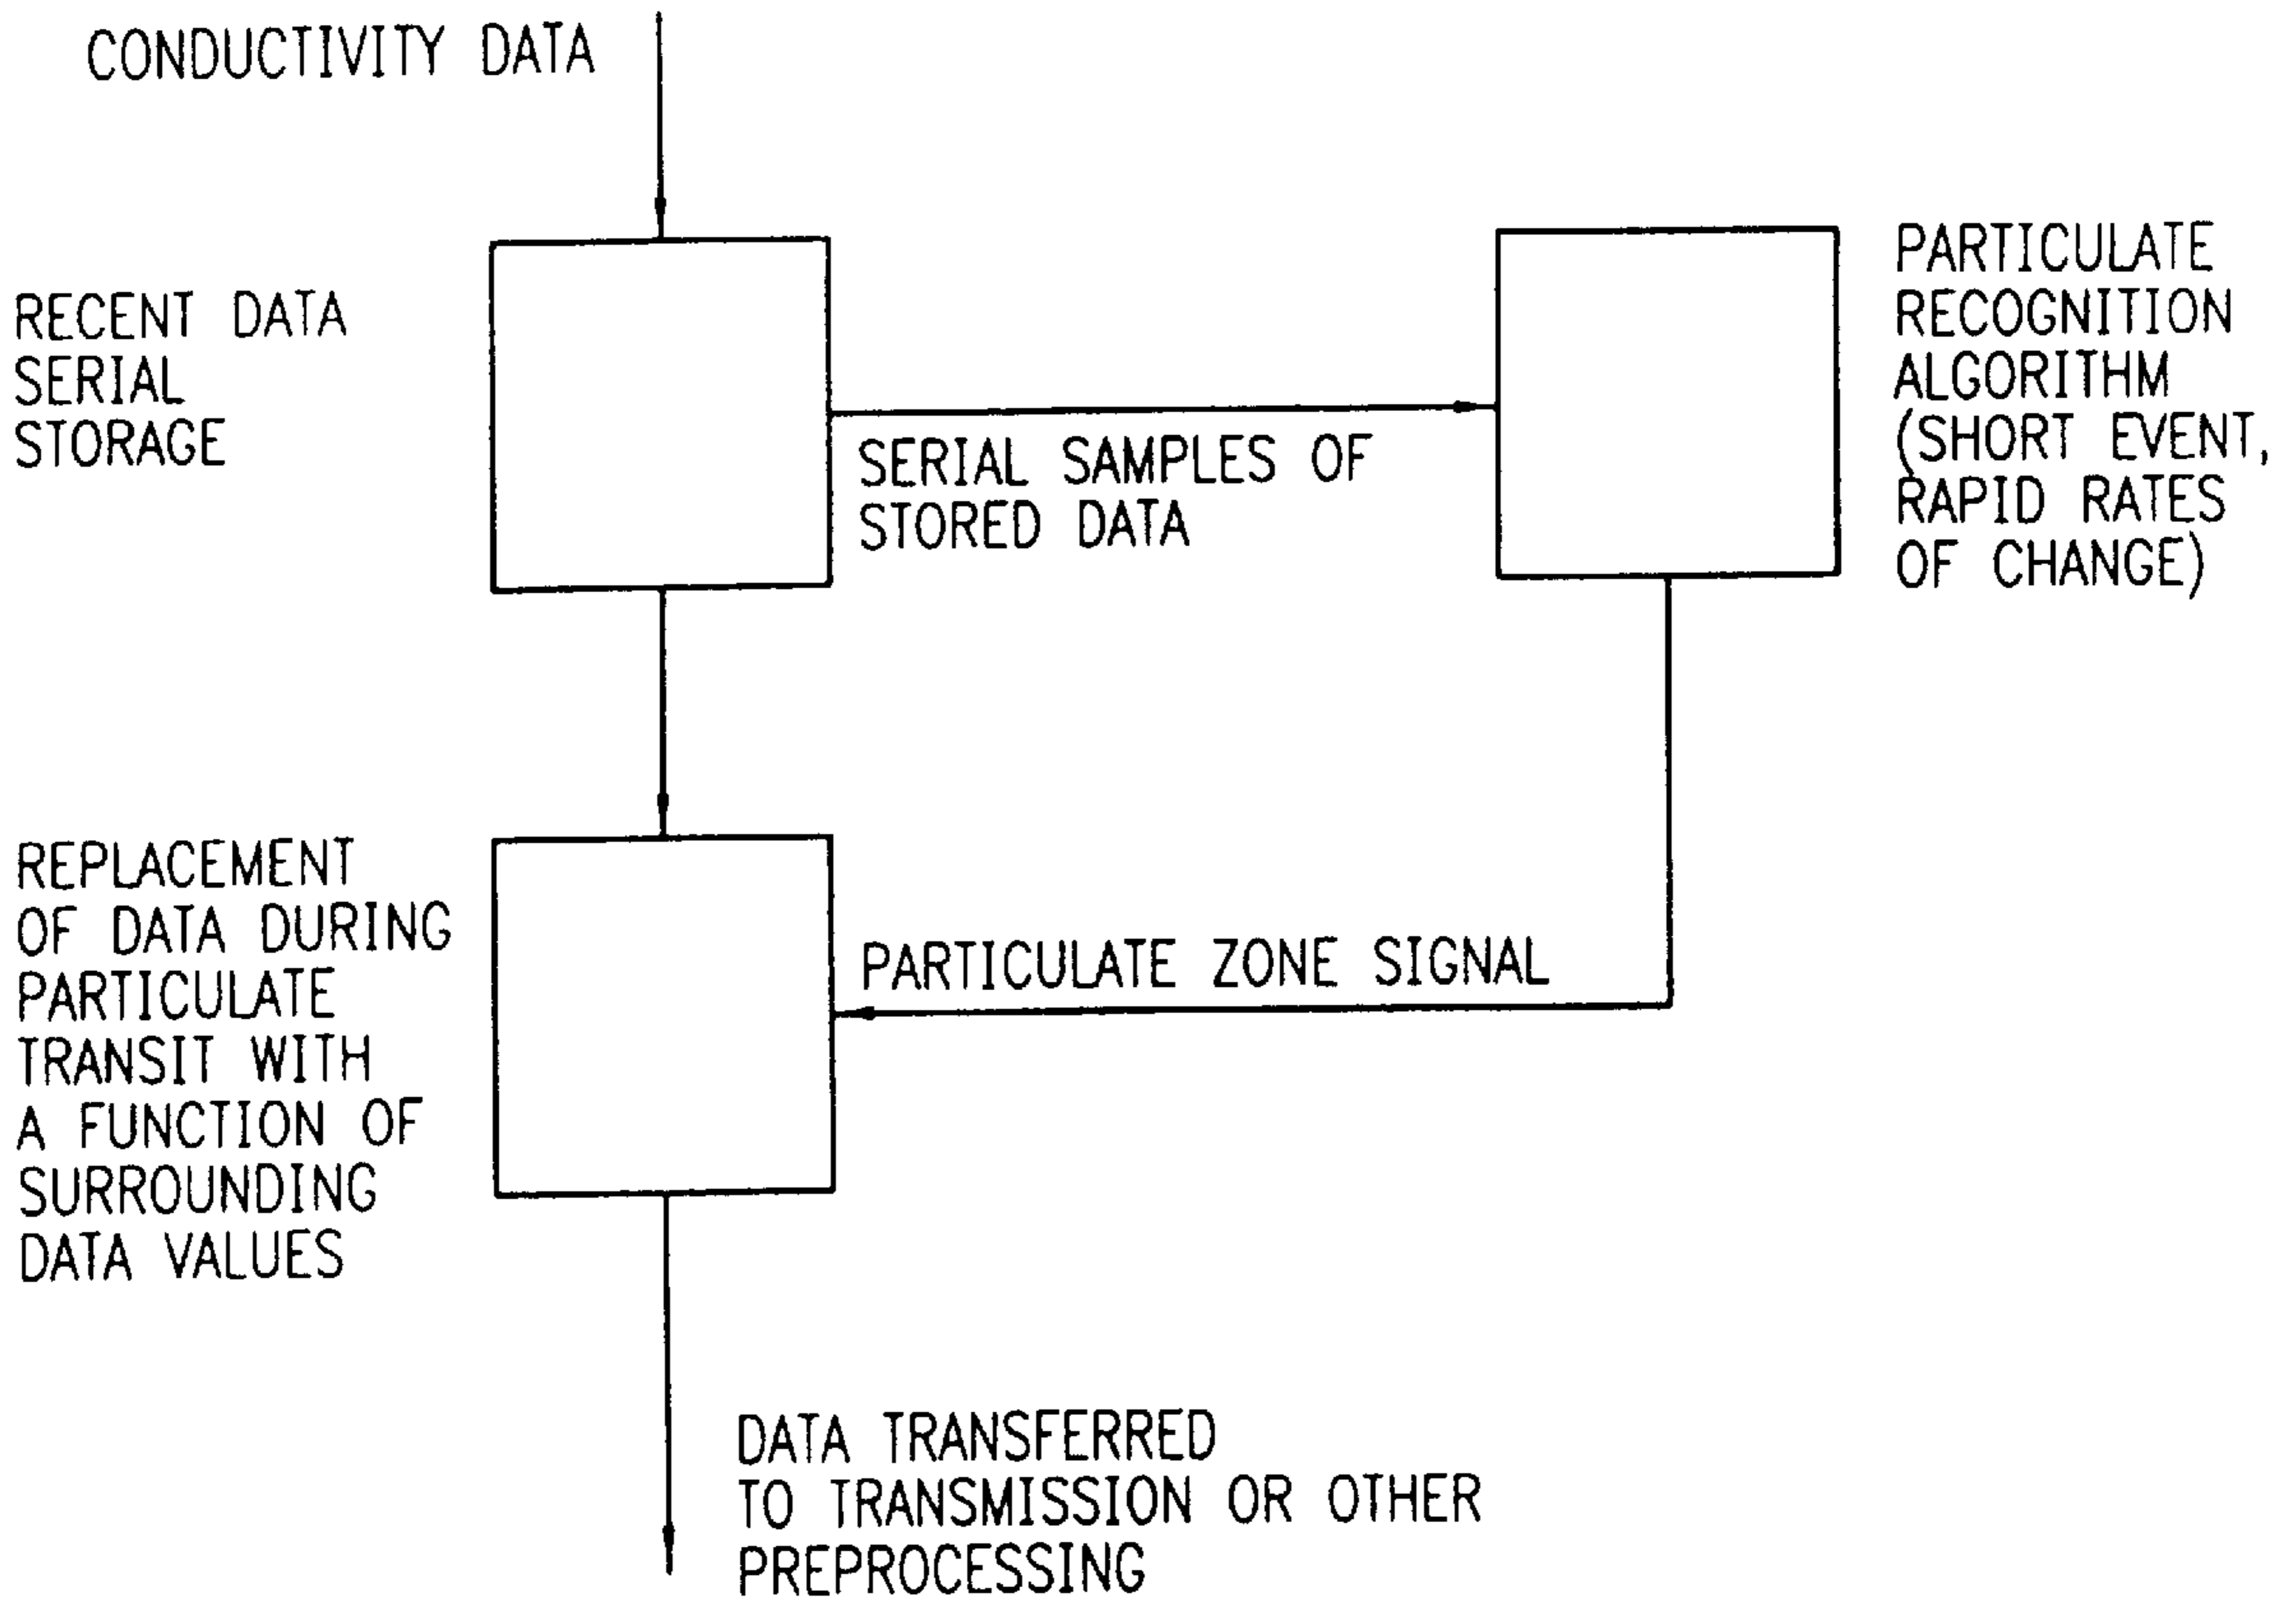 CONDUCTIVITY DATA
RECENT DATA
SERIAL
STORAGE
SERIAL SAMPLES OF
STORED DATA
PARTICULATE
RECOGNITION
ALGORITHM
(SHORT EVENT,
RAPID RATES
OF CHANGE)
REPLACEMENT
OF DATA DURING
PARTICULATE
TRANSIT WITH
A FUNCTION OF
SURROUNDING
DATA VALUES
PARTICULATE ZONE SIGNAL
DATA TRANSFERRED
TO TRANSMISSION OR OTHER
PREPROCESSING